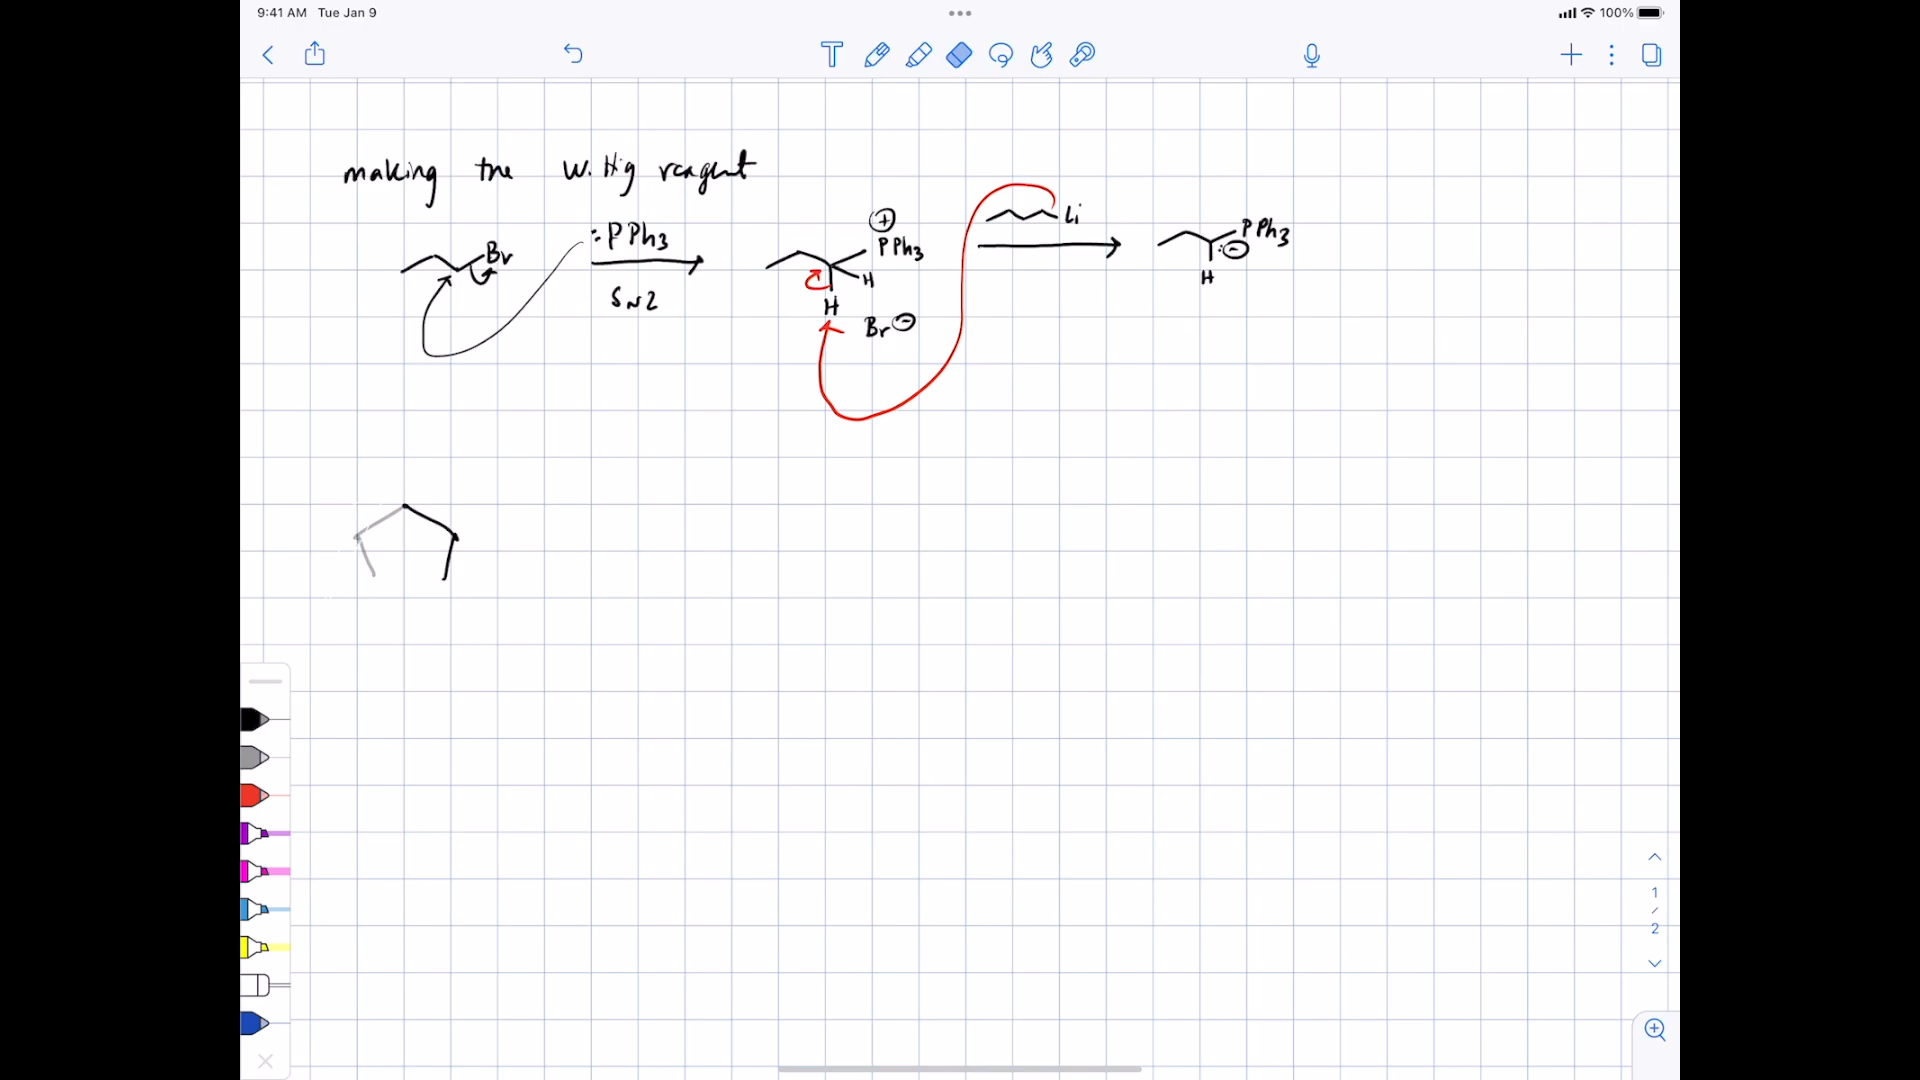 9:41 AM Tue Jan 9
100%
T
making the Wittig reagent
Br
:PPh3
SN2
⊕
PPh3
H
H
Br⊖
Li
PPh3
:⊖
H
1
/
2